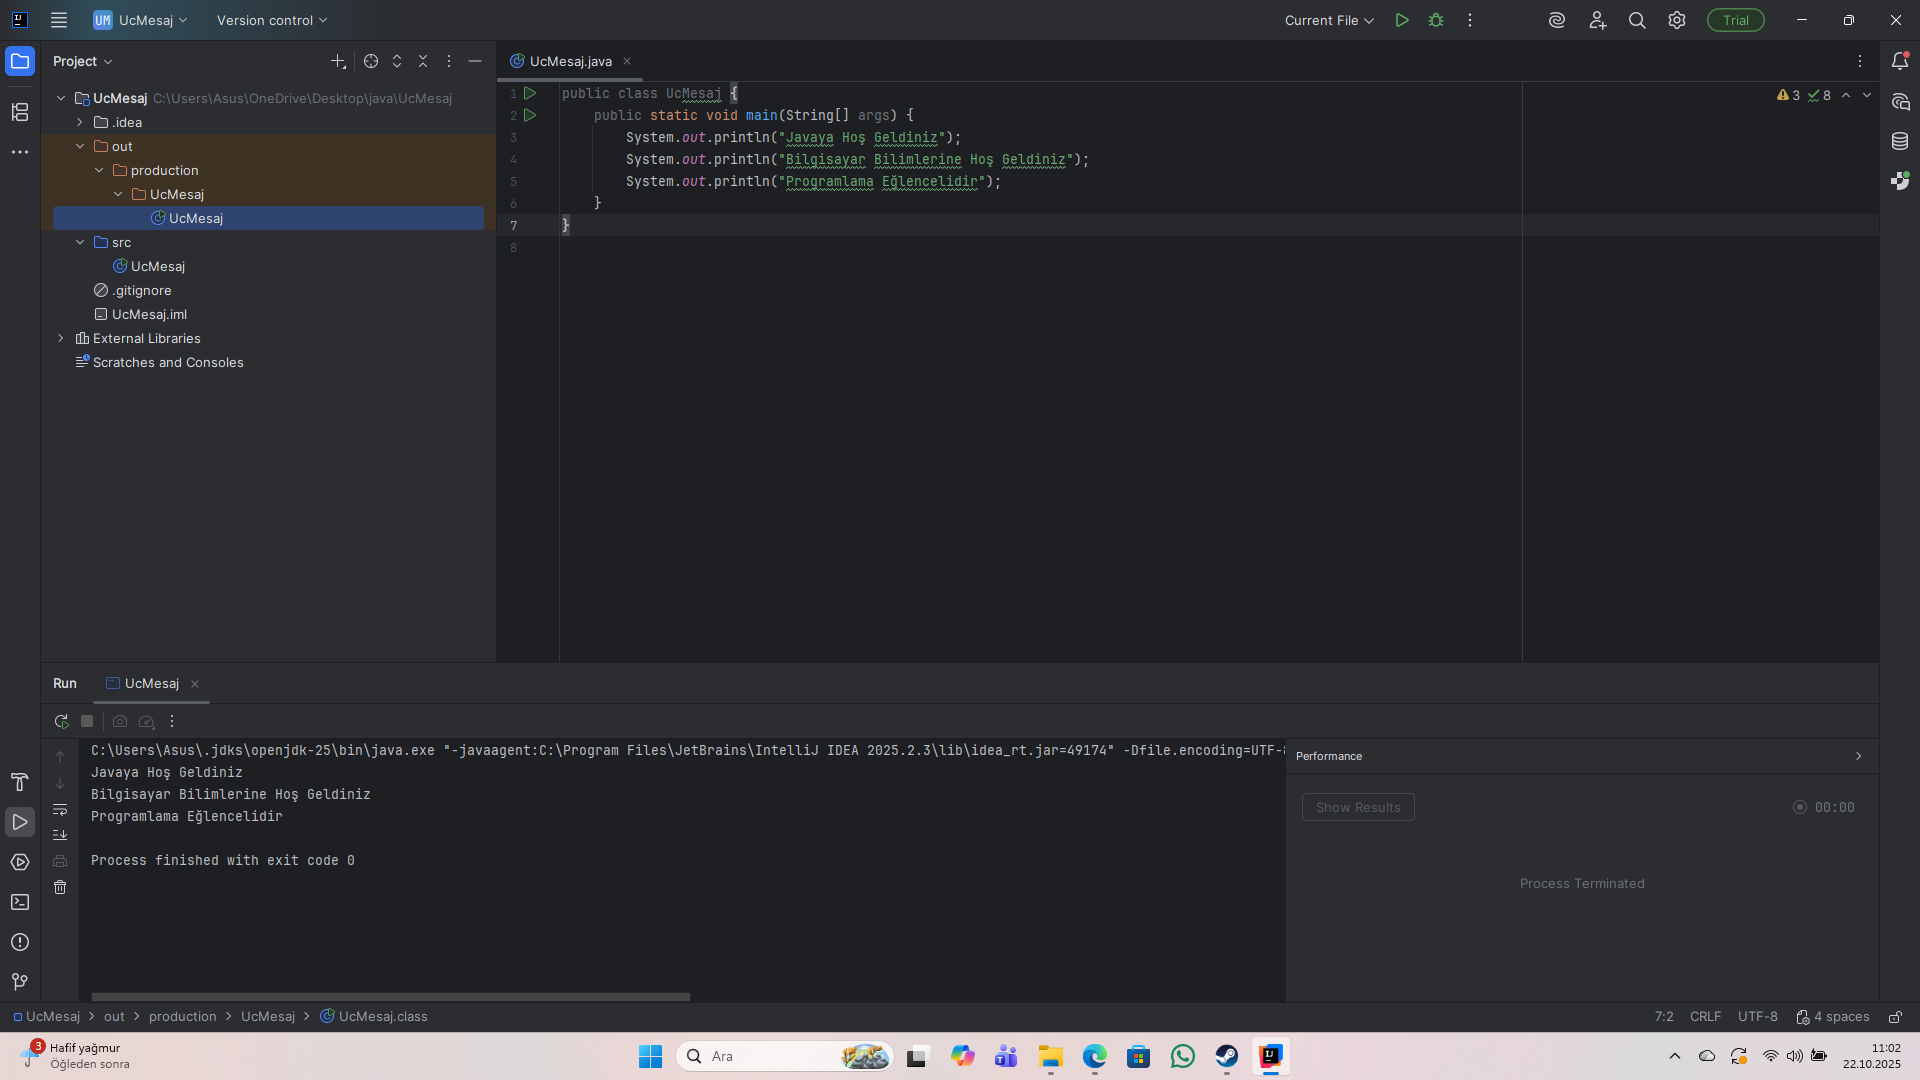 UM UcMesaj Version control Current File Trial
Project
UcMesaj.java
UcMesaj C:\Users\Asus\OneDrive\Desktop\java\UcMesaj
.idea
out
production
UcMesaj
UcMesaj
src
UcMesaj
.gitignore
UcMesaj.iml
External Libraries
Scratches and Consoles
1 public class UcMesaj {
2 public static void main(String[] args) {
3 System.out.println("Javaya Hoş Geldiniz");
4 System.out.println("Bilgisayar Bilimlerine Hoş Geldiniz");
5 System.out.println("Programlama Eğlencelidir");
6 }
7 }
8
3 8
Run UcMesaj
C:\Users\Asus\.jdks\openjdk-25\bin\java.exe "-javaagent:C:\Program Files\JetBrains\IntelliJ IDEA 2025.2.3\lib\idea_rt.jar=49174" -Dfile.encoding=UTF-8
Javaya Hoş Geldiniz
Bilgisayar Bilimlerine Hoş Geldiniz
Programlama Eğlencelidir
Process finished with exit code 0
Performance
Show Results 00:00
Process Terminated
UcMesaj out production UcMesaj UcMesaj.class 7:2 CRLF UTF-8 4 spaces
3 Hafif yağmur
Öğleden sonra
Ara
11:02
22.10.2025